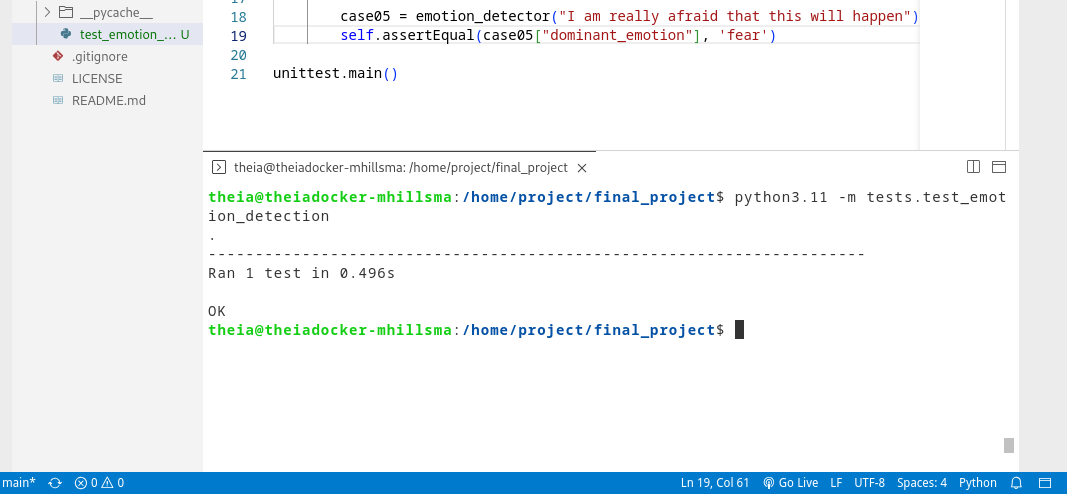 __pycache__
test_emotion_... U
.gitignore
LICENSE
README.md
18 case05 = emotion_detector("I am really afraid that this will happen")
19 self.assertEqual(case05["dominant_emotion"], 'fear')
20
21 unittest.main()
theia@theiadocker-mhillsma: /home/project/final_project
theia@theiadocker-mhillsma:/home/project/final_project$ python3.11 -m tests.test_emot
ion_detection
.
----------------------------------------------------------------------
Ran 1 test in 0.496s
OK
theia@theiadocker-mhillsma:/home/project/final_project$
main* 0 0 Ln 19, Col 61 Go Live LF UTF-8 Spaces: 4 Python